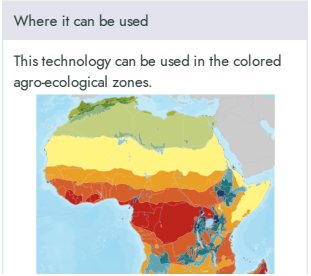 Where it can be used
This technology can be used in the colored
agro-ecological zones.